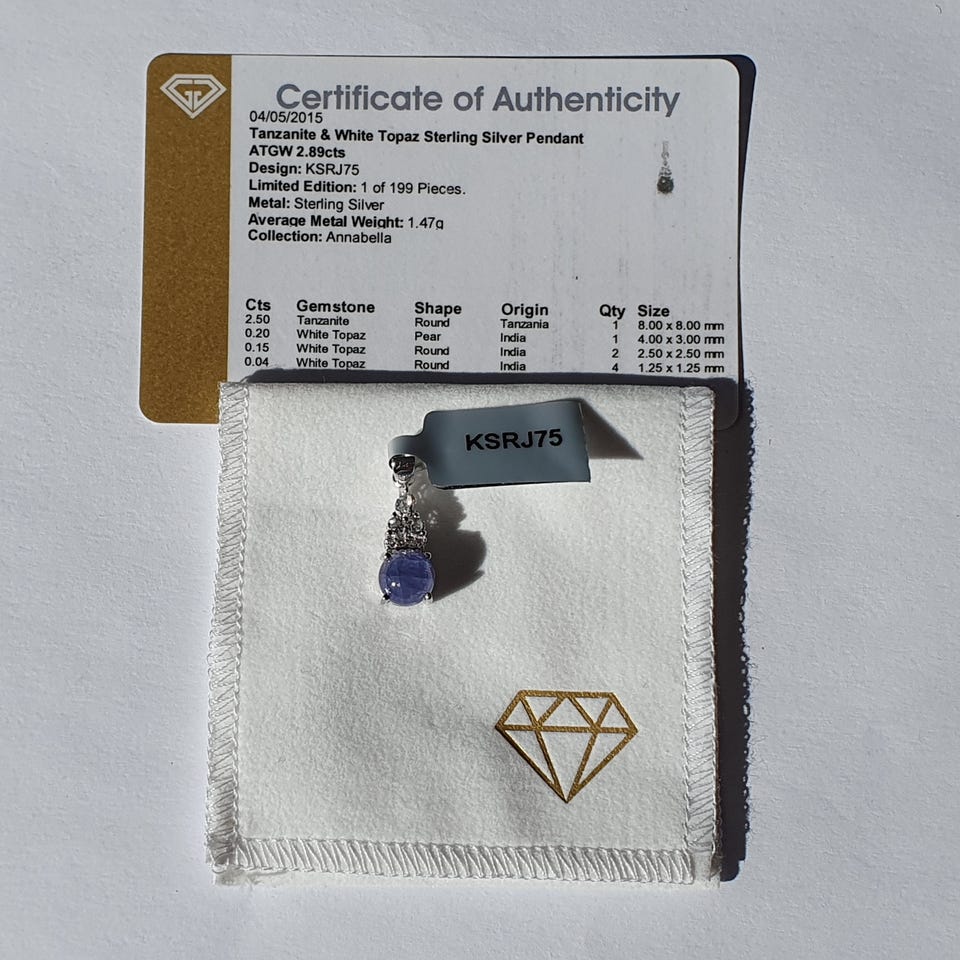 Certificate of Authenticity
04/05/2015
Tanzanite & White Topaz Sterling Silver Pendant
ATGW 2.89cts
Design: KSRJ75
Limited Edition: 1 of 199 Pieces.
Metal: Sterling Silver
Average Metal Weight: 1.47g
Collection: Annabella
Cts Gemstone Shape Origin Qty Size
2.50 Tanzanite Round Tanzania 1 8.00 x 8.00 mm
0.20 White Topaz Pear India 1 4.00 x 3.00 mm
0.15 White Topaz Round India 2 2.50 x 2.50 mm
0.04 White Topaz Round India 4 1.25 x 1.25 mm
KSRJ75